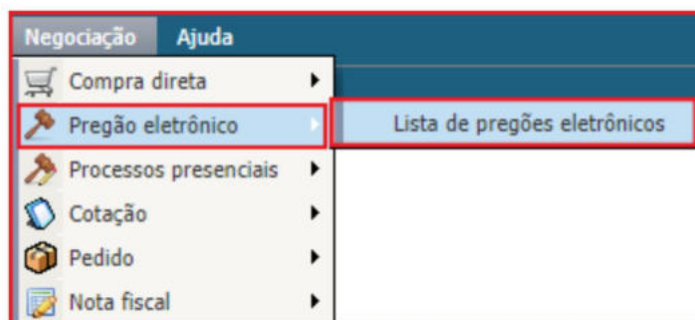 Negociação Ajuda
Compra direta
Pregão eletrônico Lista de pregões eletrônicos
Processos presenciais
Cotação
Pedido
Nota fiscal